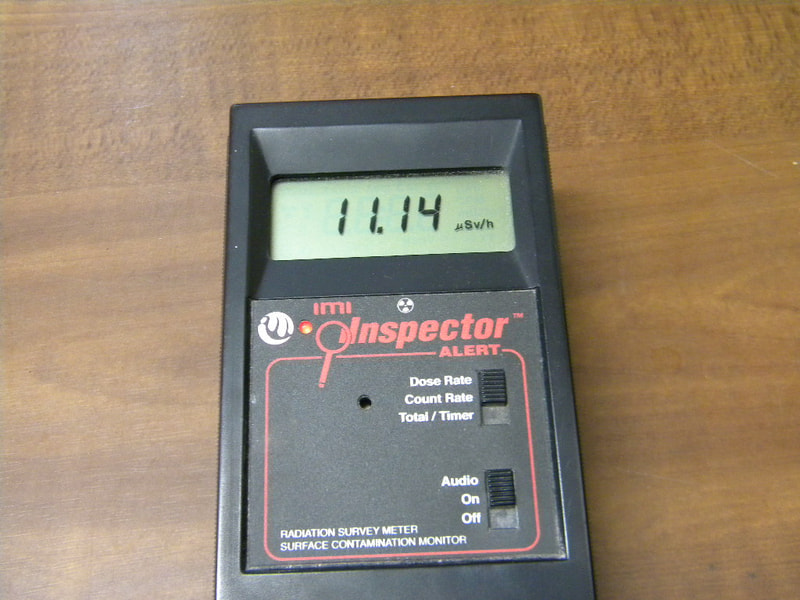 11.14 µSv/h
IMI
Inspector™
ALERT
Dose Rate
Count Rate
Total / Timer
Audio
On
Off
RADIATION SURVEY METER
SURFACE CONTAMINATION MONITOR